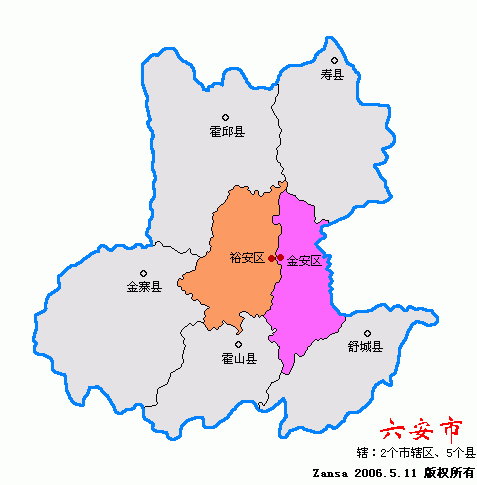 寿县
霍邱县
裕安区
金安区
金寨县
霍山县
舒城县
六安市
辖：2个市辖区、5个县
Zansa 2006.5.11 版权所有